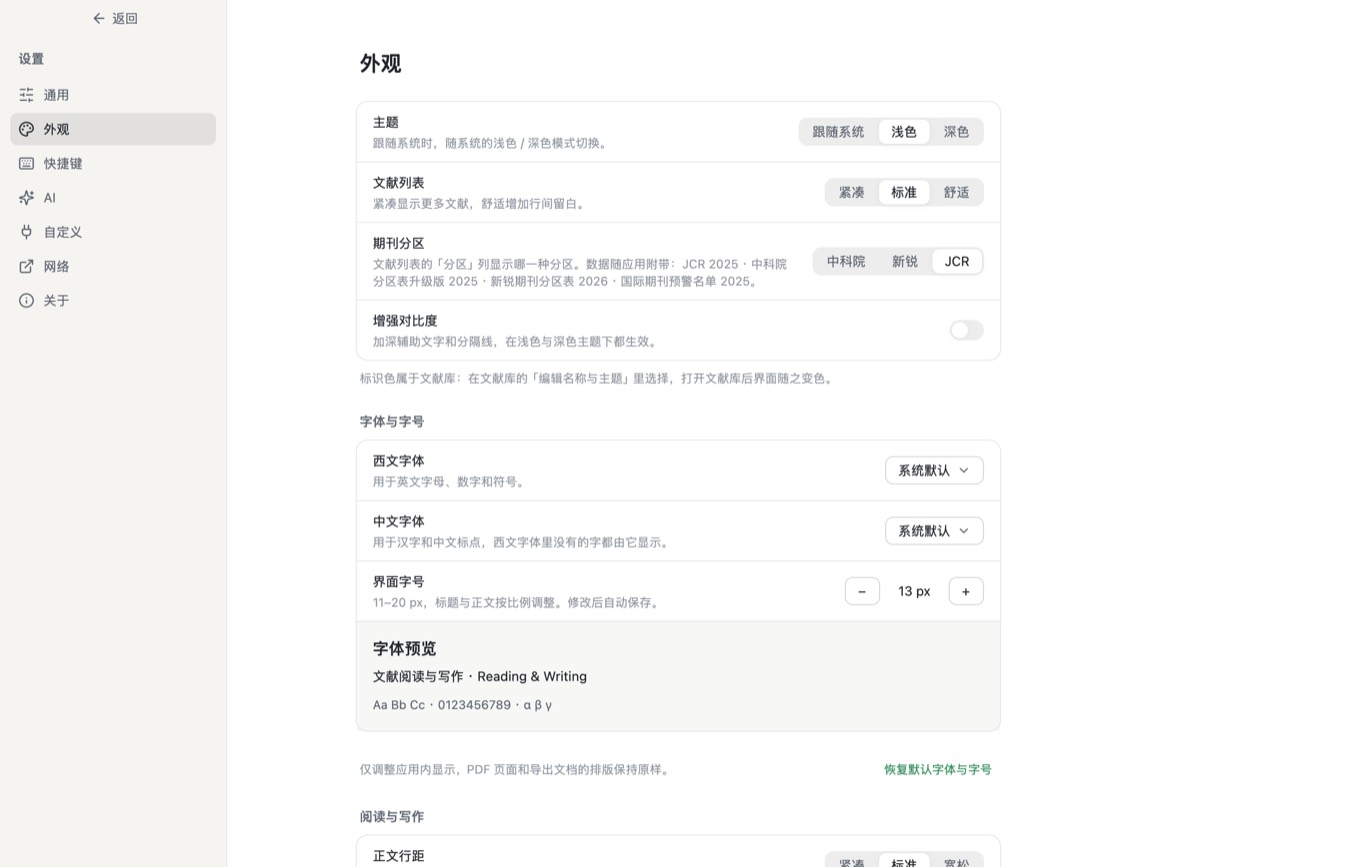 返回
设置
通用
外观
快捷键
AI
自定义
网络
关于
外观
主题
跟随系统时，随系统的浅色 / 深色模式切换。
跟随系统 浅色 深色
文献列表
紧凑显示更多文献，舒适增加行间留白。
紧凑 标准 舒适
期刊分区
文献列表的「分区」列显示哪一种分区。数据随应用附带：JCR 2025 · 中科院
分区表升级版 2025 · 新锐期刊分区表 2026 · 国际期刊预警名单 2025。
中科院 新锐 JCR
增强对比度
加深辅助文字和分隔线，在浅色与深色主题下都生效。
标识色属于文献库：在文献库的「编辑名称与主题」里选择，打开文献库后界面随之变色。
字体与字号
西文字体
用于英文字母、数字和符号。
系统默认
中文字体
用于汉字和中文标点，西文字体里没有的字都由它显示。
系统默认
界面字号
11–20 px，标题与正文按比例调整。修改后自动保存。
− 13 px +
字体预览
文献阅读与写作 · Reading & Writing
Aa Bb Cc · 0123456789 · α β γ
仅调整应用内显示，PDF 页面和导出文档的排版保持原样。
恢复默认字体与字号
阅读与写作
正文行距
紧凑 标准 宽松